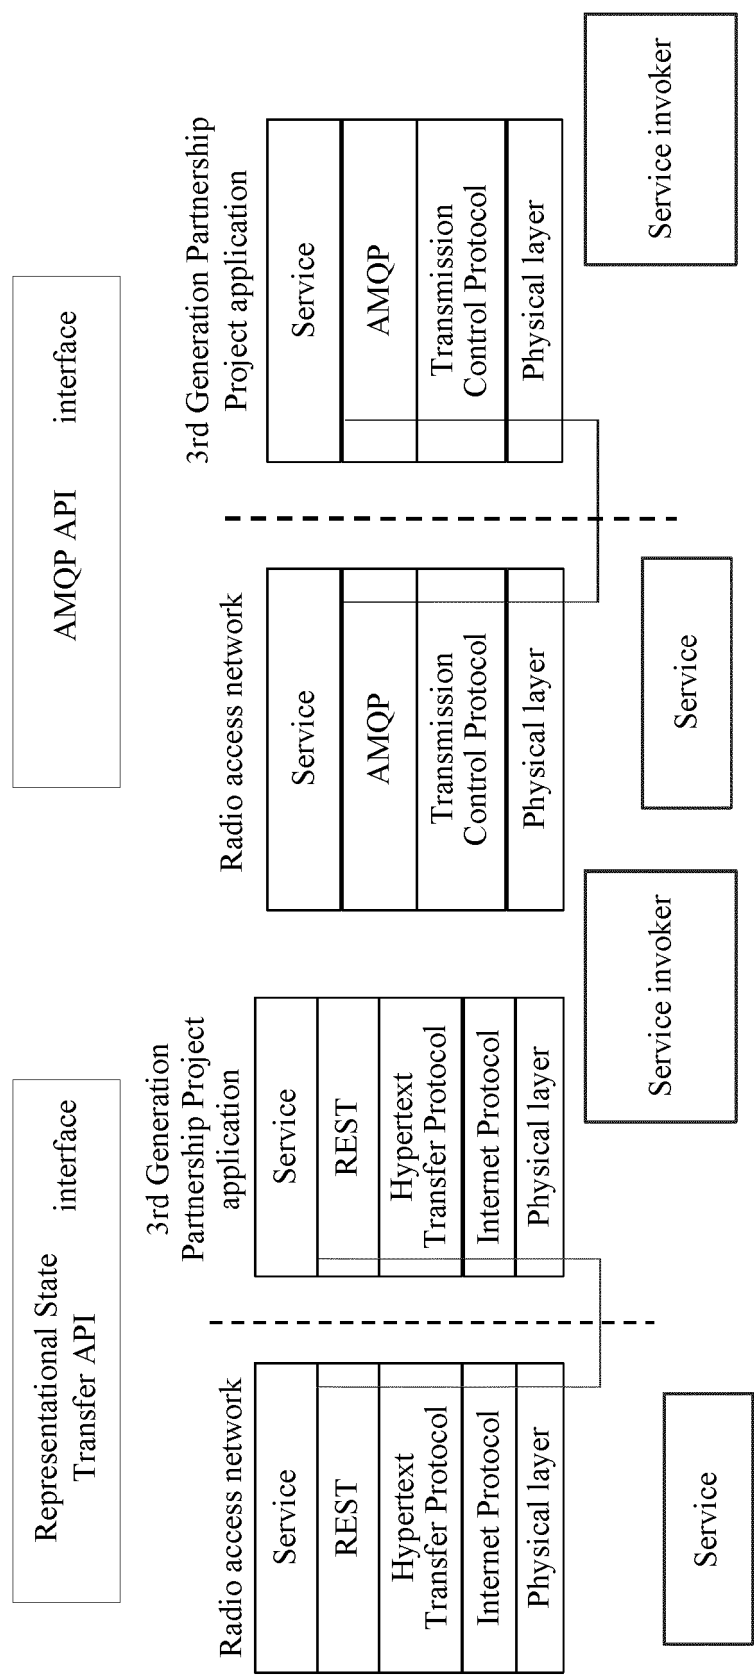 Representational State
Transfer API
interface
Radio access network
Service
REST
Hypertext
Transfer Protocol
Internet Protocol
Physical layer
Service
3rd Generation
Partnership Project
application
Service
REST
Hypertext
Transfer Protocol
Internet Protocol
Physical layer
Service invoker
AMQP API
interface
Radio access network
Service
AMQP
Transmission
Control Protocol
Physical layer
Service
3rd Generation Partnership
Project application
Service
AMQP
Transmission
Control Protocol
Physical layer
Service invoker